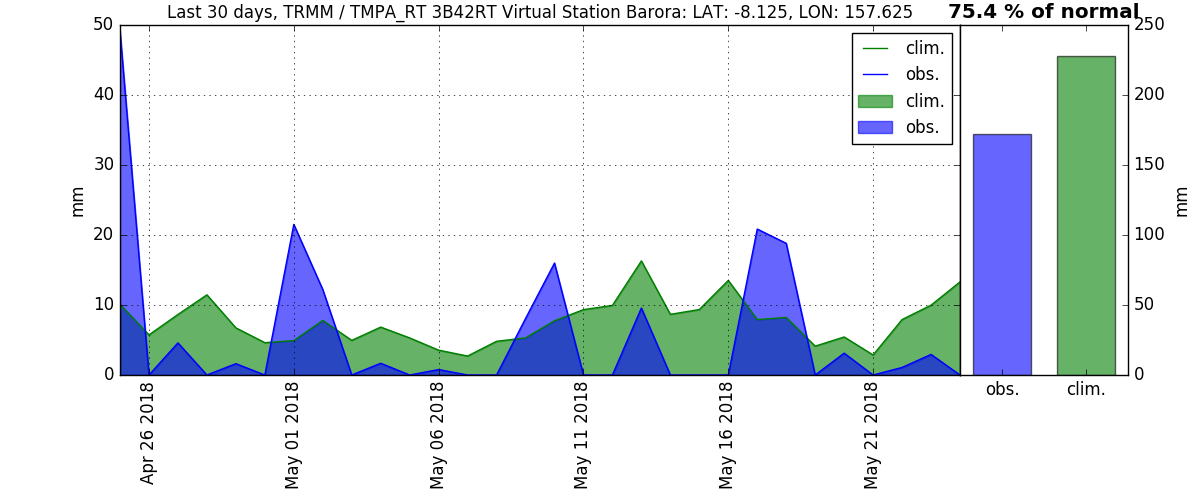 Last 30 days, TRMM / TMPA_RT 3B42RT Virtual Station Barora: LAT: -8.125, LON: 157.625
75.4 % of normal
50
40
30
20
10
0
mm
clim.
obs.
clim.
obs.
Apr 26 2018
May 01 2018
May 06 2018
May 11 2018
May 16 2018
May 21 2018
250
200
150
100
50
0
mm
obs.
clim.